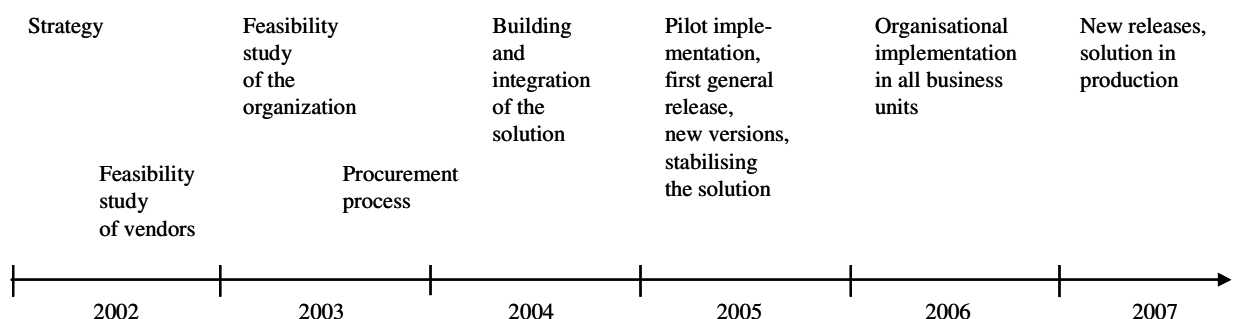 Strategy
Feasibility
study
of the
organization
Building
and
integration
of the
solution
Pilot imple-
mentation,
first general
release,
new versions,
stabilising
the solution
Organisational
implementation
in all business
units
New releases,
solution in
production
Feasibility
study
of vendors
Procurement
process
2002
2003
2004
2005
2006
2007